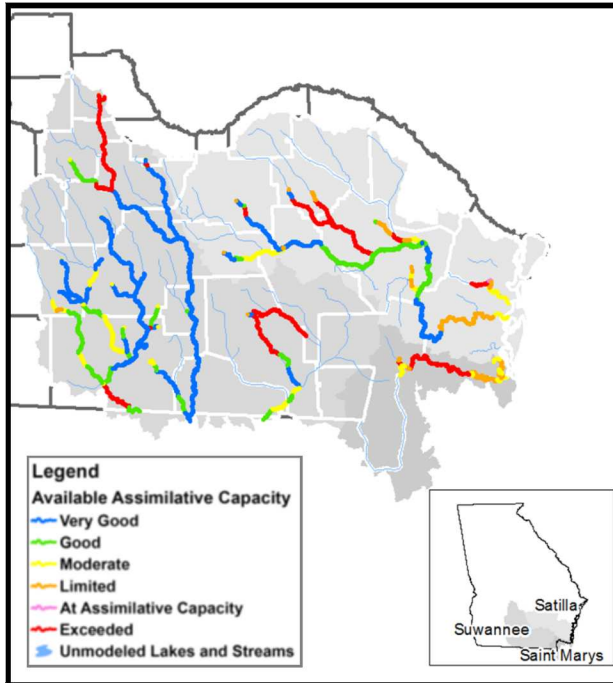 Legend
Available Assimilative Capacity
Very Good
Good
Moderate
Limited
At Assimilative Capacity
Exceeded
Unmodeled Lakes and Streams
Satilla
Suwannee
Saint Marys